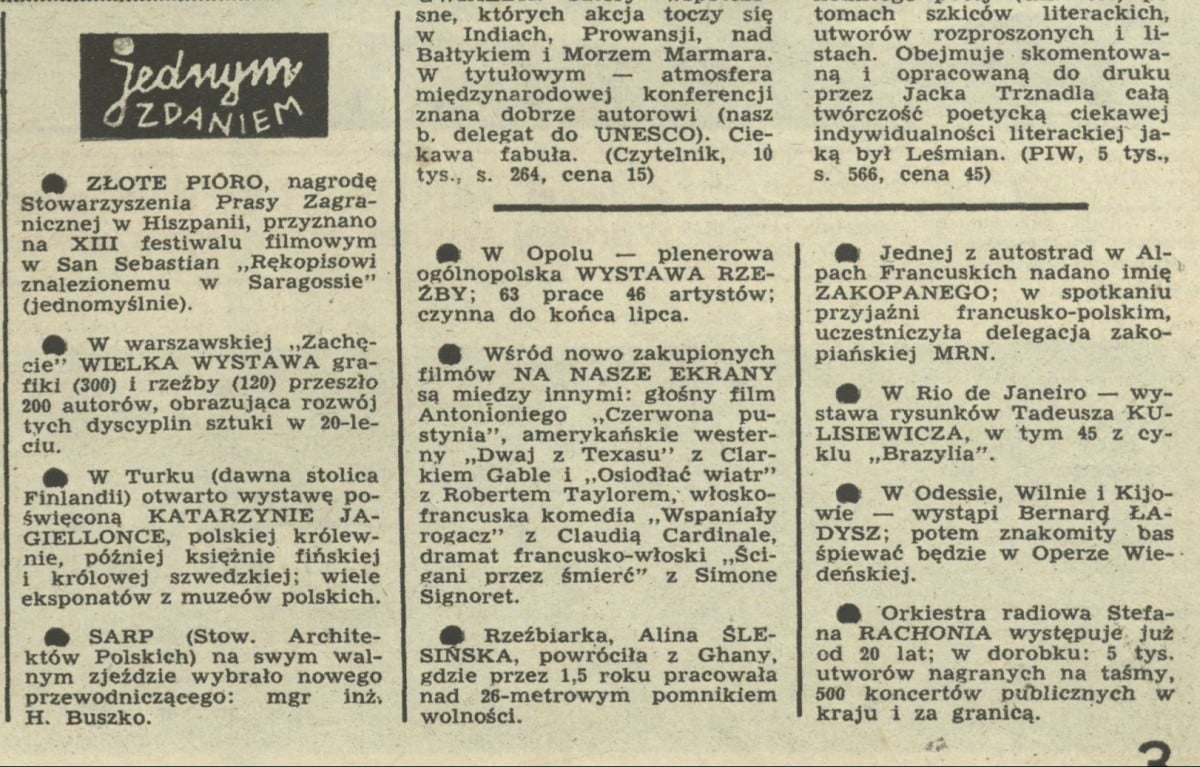 jednym
ZDANIEM
● ZŁOTE PIÓRO, nagrodę
Stowarzyszenia Prasy Zagra-
nicznej w Hiszpanii, przyznano
na XIII festiwalu filmowym
w San Sebastian „Rękopisowi
znalezionemu w Saragossie"
(jednomyślnie).
● W warszawskiej „Zachę-
cie" WIELKA WYSTAWA gra-
fiki (300) i rzeźby (120) przeszło
200 autorów, obrazująca rozwój
tych dyscyplin sztuki w 20-le-
ciu.
● W Turku (dawna stolica
Finlandii) otwarto wystawę po-
święconą KATARZYNIE JA-
GIELLONCE, polskiej królew-
nie, później księżnie fińskiej
i królowej szwedzkiej; wiele
eksponatów z muzeów polskich.
● SARP (Stow. Archite-
któw Polskich) na swym wal-
nym zjeździe wybrało nowego
przewodniczącego: mgr inż.
H. Buszko.
sne, których akcja toczy się
w Indiach, Prowansji, nad
Bałtykiem i Morzem Marmara.
W tytułowym — atmosfera
międzynarodowej konferencji
znana dobrze autorowi (nasz
b. delegat do UNESCO). Cie-
kawa fabuła. (Czytelnik, 10
tys., s. 264, cena 15)
tomach szkiców literackich,
utworów rozproszonych i li-
stach. Obejmuje skomentowa-
ną i opracowaną do druku
przez Jacka Trznadla całą
twórczość poetycką ciekawej
indywidualności literackiej ja-
ką był Leśmian. (PIW, 5 tys.,
s. 566, cena 45)
● W Opolu — plenerowa
ogólnopolska WYSTAWA RZE-
ŹBY; 63 prace 46 artystów;
czynna do końca lipca.
● Wśród nowo zakupionych
filmów NA NASZE EKRANY
są między innymi: głośny film
Antonioniego „Czerwona pu-
stynia", amerykańskie wester-
ny „Dwaj z Texasu" z Clar-
kiem Gable i „Osiodłać wiatr"
z Robertem Taylorem, włosko-
francuska komedia „Wspaniały
rogacz" z Claudią Cardinale,
dramat francusko-włoski „Ści-
gani przez śmierć" z Simone
Signoret.
● Rzeźbiarka, Alina ŚLE-
SIŃSKA, powróciła z Ghany,
gdzie przez 1,5 roku pracowała
nad 26-metrowym pomnikiem
wolności.
● Jednej z autostrad w Al-
pach Francuskich nadano imię
ZAKOPANEGO; w spotkaniu
przyjaźni francusko-polskim,
uczestniczyła delegacja zako-
piańskiej MRN.
● W Rio de Janeiro — wy-
stawa rysunków Tadeusza KU-
LISIEWICZA, w tym 45 z cy-
klu „Brazylia".
● W Odessie, Wilnie i Kijo-
wie — wystąpi Bernard ŁA-
DYSZ; potem znakomity bas
śpiewać będzie w Operze Wie-
deńskiej.
● Orkiestra radiowa Stefa-
na RACHONIA występuje już
od 20 lat; w dorobku: 5 tys.
utworów nagranych na taśmy,
500 koncertów publicznych w
kraju i za granicą.
3